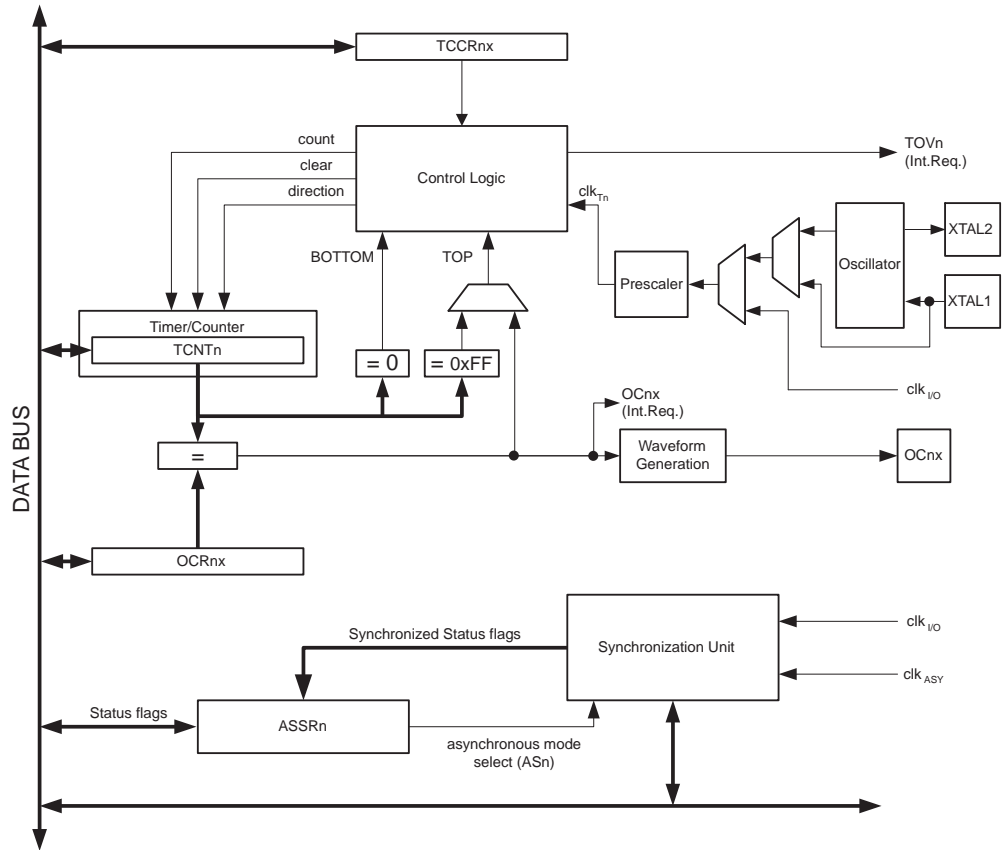 TCCRnx
count
clear
direction
Control Logic
TOVn
(Int.Req.)
clkTn
BOTTOM
TOP
Prescaler
Oscillator
XTAL2
XTAL1
Timer/Counter
TCNTn
= 0
= 0xFF
clkI/O
OCnx
(Int.Req.)
=
Waveform
Generation
OCnx
DATA BUS
OCRnx
Synchronized Status flags
Synchronization Unit
clkI/O
clkASY
Status flags
ASSRn
asynchronous mode
select (ASn)